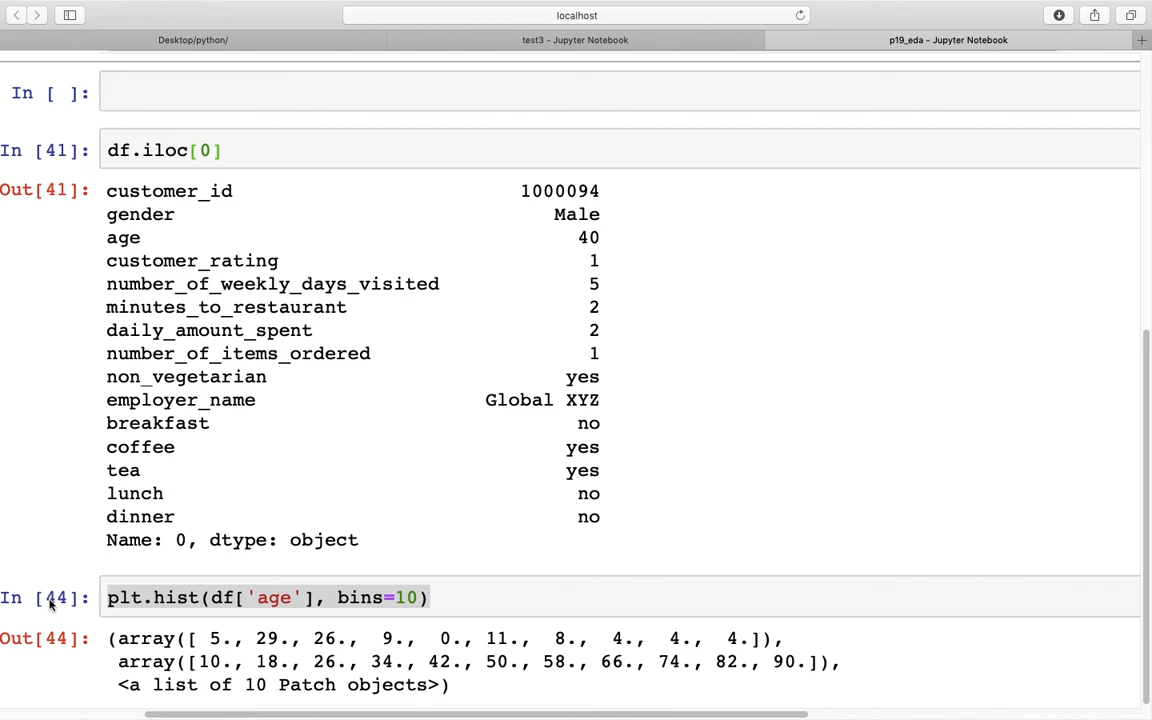 localhost
Desktop/python/ test3 - Jupyter Notebook p19_eda - Jupyter Notebook
In [ ]:
In [41]: df.iloc[0]
Out[41]: customer_id 1000094
gender Male
age 40
customer_rating 1
number_of_weekly_days_visited 5
minutes_to_restaurant 2
daily_amount_spent 2
number_of_items_ordered 1
non_vegetarian yes
employer_name Global XYZ
breakfast no
coffee yes
tea yes
lunch no
dinner no
Name: 0, dtype: object
In [44]: plt.hist(df['age'], bins=10)
Out[44]: (array([ 5., 29., 26., 9., 0., 11., 8., 4., 4., 4.]),
array([10., 18., 26., 34., 42., 50., 58., 66., 74., 82., 90.]),
<a list of 10 Patch objects>)